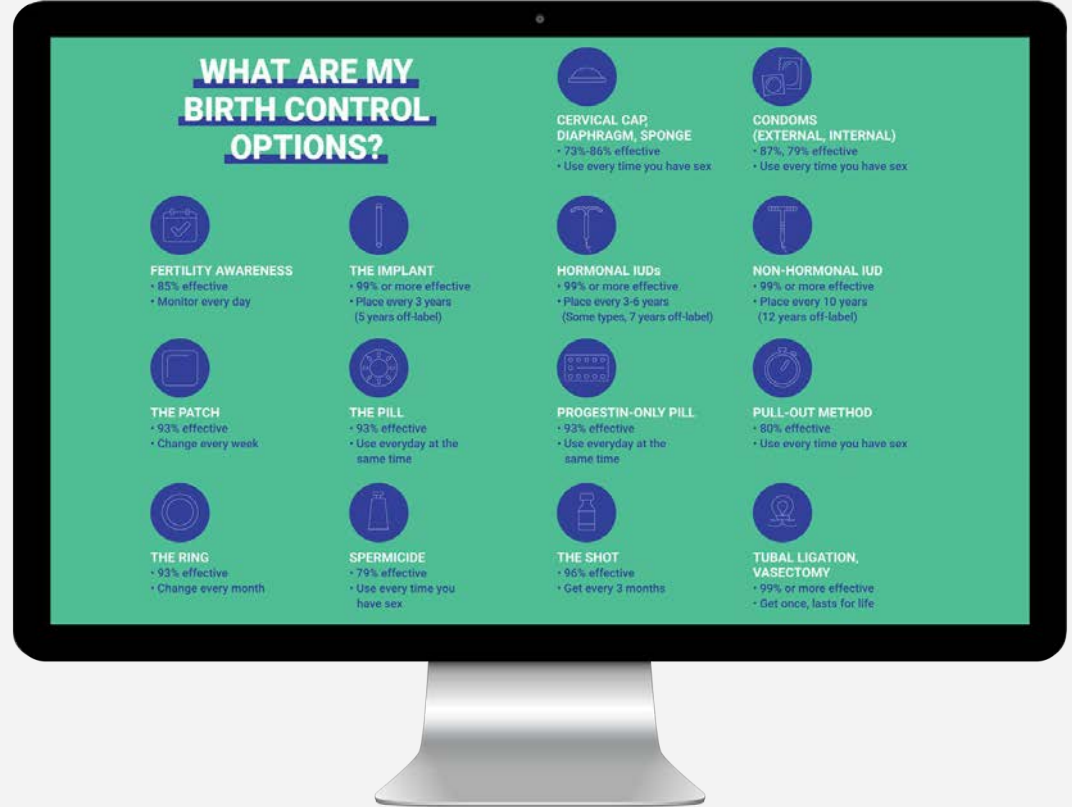 WHAT ARE MY
BIRTH CONTROL
OPTIONS?
CERVICAL CAP,
DIAPHRAGM, SPONGE
• 73%-86% effective
• Use every time you have sex
CONDOMS
(EXTERNAL, INTERNAL)
• 87%, 79% effective
• Use every time you have sex
FERTILITY AWARENESS
• 85% effective
• Monitor every day
THE IMPLANT
• 99% or more effective
• Place every 3 years
(5 years off-label)
HORMONAL IUDs
• 99% or more effective
• Place every 3-6 years
(Some types, 7 years off-label)
NON-HORMONAL IUD
• 99% or more effective
• Place every 10 years
(12 years off-label)
THE PATCH
• 93% effective
• Change every week
THE PILL
• 93% effective
• Use everyday at the
same time
PROGESTIN-ONLY PILL
• 93% effective
• Use everyday at the
same time
PULL-OUT METHOD
• 80% effective
• Use every time you have sex
THE RING
• 93% effective
• Change every month
SPERMICIDE
• 79% effective
• Use every time you
have sex
THE SHOT
• 96% effective
• Get every 3 months
TUBAL LIGATION,
VASECTOMY
• 99% or more effective
• Get once, lasts for life